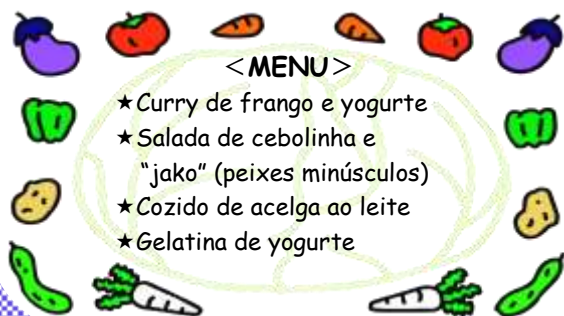 <MENU>
★Curry de frango e yogurte
★Salada de cebolinha e
"jako" (peixes minúsculos)
★Cozido de acelga ao leite
★Gelatina de yogurte